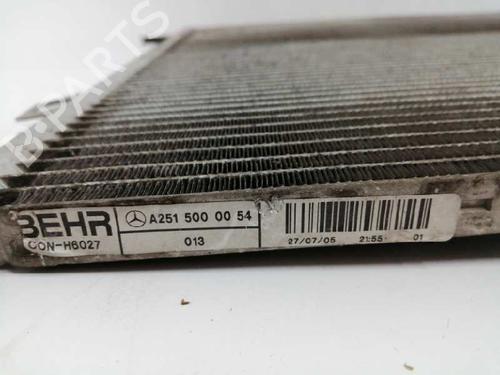 B-PARTS
BEHR
CON-H6027
A251 500 00 54
013
27/07/05 21:55 01